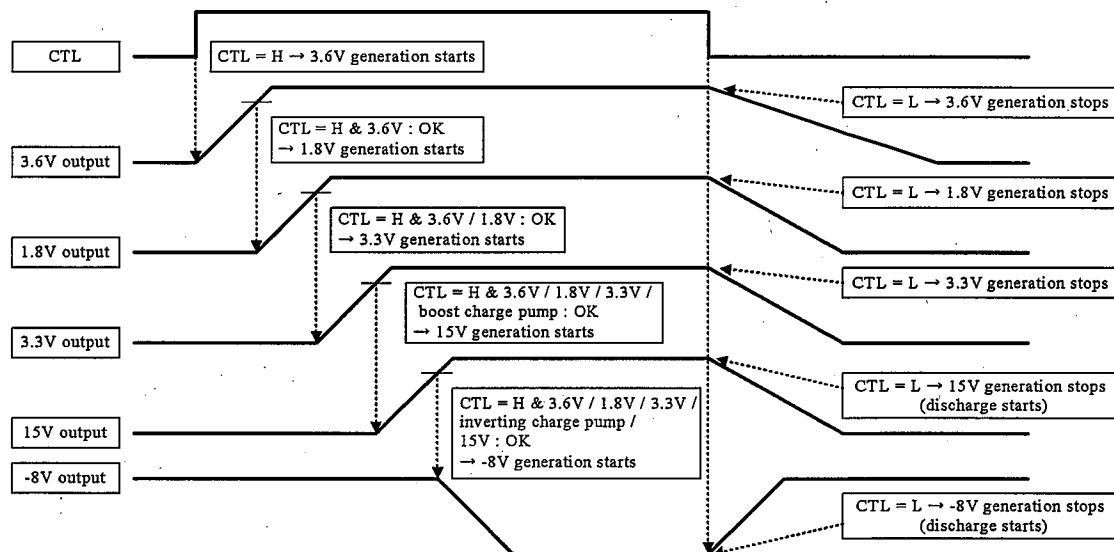 CTL
CTL = H → 3.6V generation starts
CTL = L → 3.6V generation stops
CTL = H & 3.6V : OK
→ 1.8V generation starts
3.6V output
CTL = L → 1.8V generation stops
CTL = H & 3.6V / 1.8V : OK
→ 3.3V generation starts
1.8V output
CTL = L → 3.3V generation stops
CTL = H & 3.6V / 1.8V / 3.3V /
boost charge pump : OK
→ 15V generation starts
3.3V output
CTL = L → 15V generation stops
(discharge starts)
CTL = H & 3.6V / 1.8V / 3.3V /
inverting charge pump /
15V : OK
→ -8V generation starts
15V output
-8V output
CTL = L → -8V generation stops
(discharge starts)